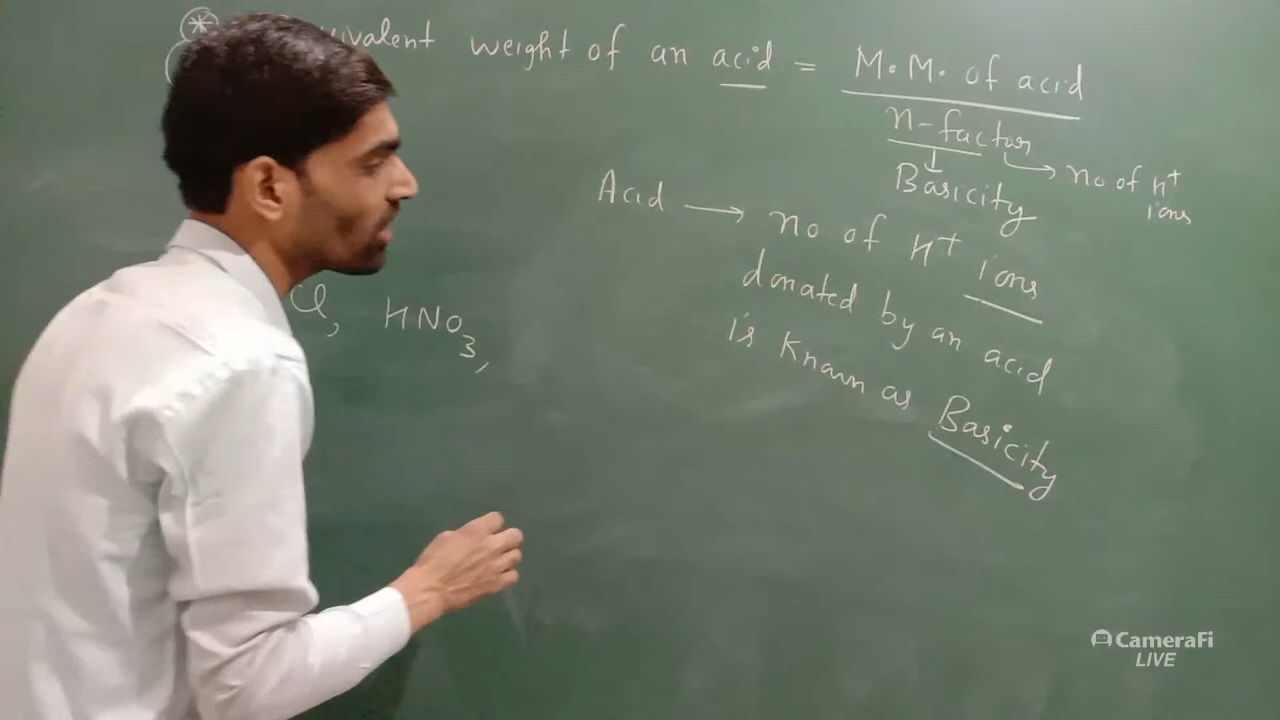 * valent weight of an acid = M.M. of acid
n-factor → no of H+ ions
↓
Basicity
Acid → no of H+ ions
donated by an acid
is known as Basicity
Cl, HNO3,
CameraFi
LIVE